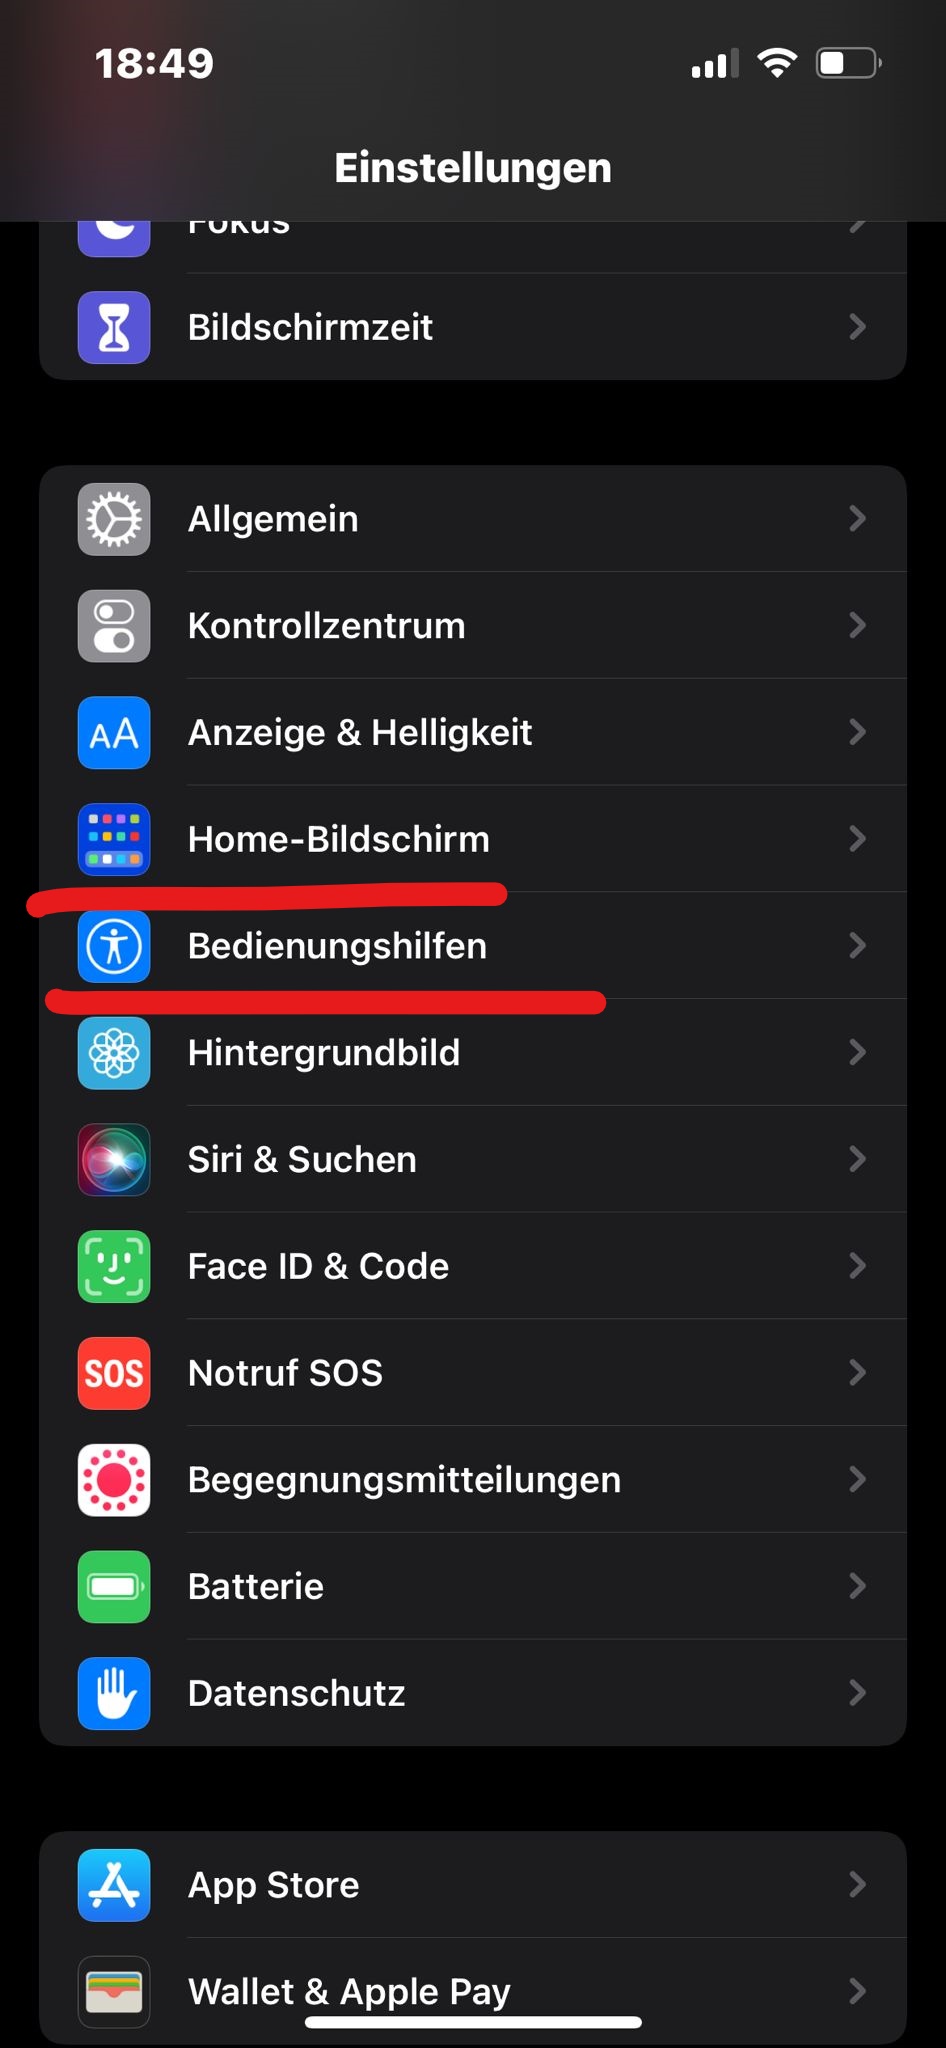 18:49
Einstellungen
Fokus
Bildschirmzeit
Allgemein
Kontrollzentrum
AA
Anzeige & Helligkeit
Home-Bildschirm
Bedienungshilfen
Hintergrundbild
Siri & Suchen
Face ID & Code
SOS
Notruf SOS
Begegnungsmitteilungen
Batterie
Datenschutz
App Store
Wallet & Apple Pay